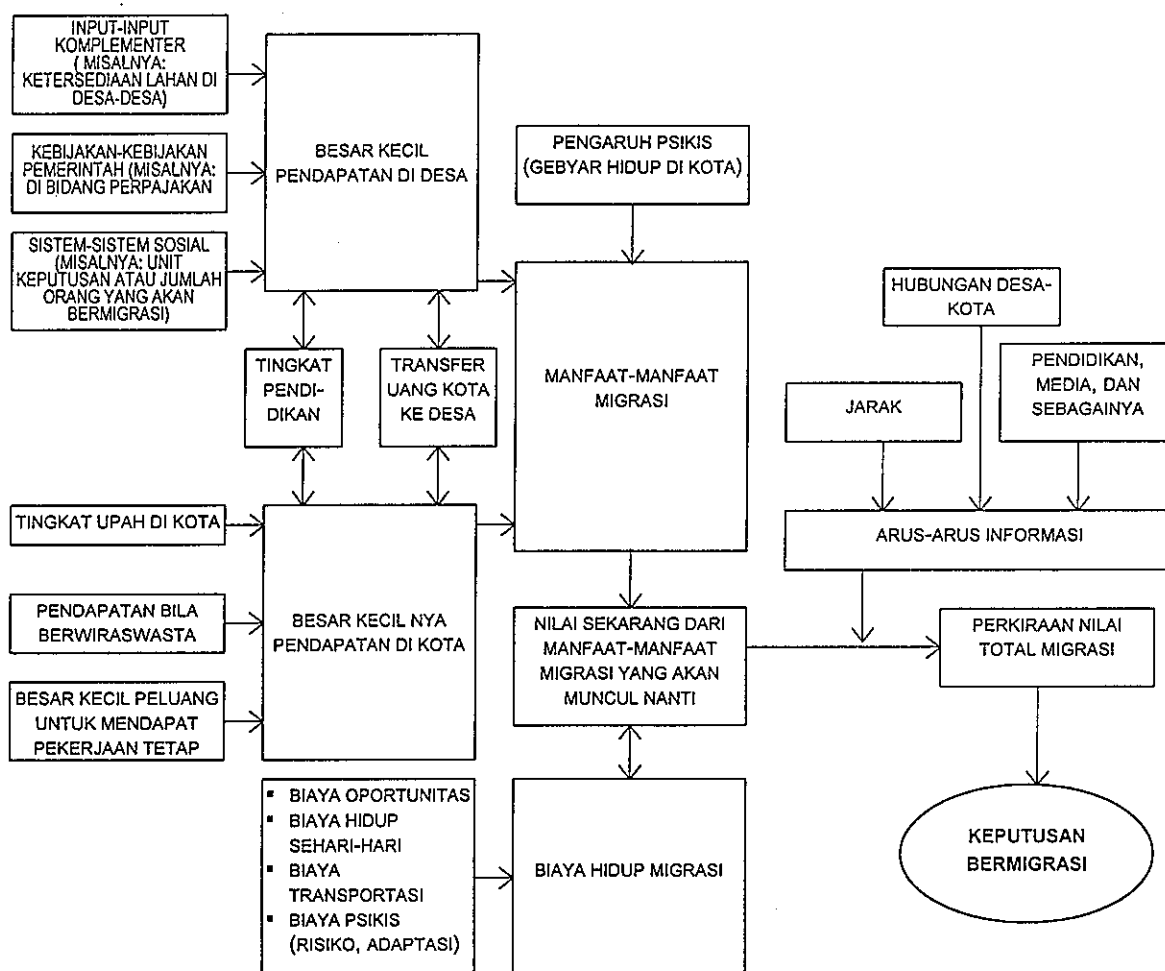 INPUT-INPUT
KOMPLEMENTER
( MISALNYA:
KETERSEDIAAN LAHAN DI
DESA-DESA)
KEBIJAKAN-KEBIJAKAN
PEMERINTAH (MISALNYA:
DI BIDANG PERPAJAKAN
SISTEM-SISTEM SOSIAL
(MISALNYA: UNIT
KEPUTUSAN ATAU JUMLAH
ORANG YANG AKAN
BERMIGRASI)
BESAR KECIL
PENDAPATAN DI DESA
PENGARUH PSIKIS
(GEBYAR HIDUP DI KOTA)
TINGKAT
PENDI-
DIKAN
TRANSFER
UANG KOTA
KE DESA
MANFAAT-MANFAAT
MIGRASI
HUBUNGAN DESA-
KOTA
JARAK
PENDIDIKAN,
MEDIA, DAN
SEBAGAINYA
ARUS-ARUS INFORMASI
TINGKAT UPAH DI KOTA
PENDAPATAN BILA
BERWIRASWASTA
BESAR KECIL PELUANG
UNTUK MENDAPAT
PEKERJAAN TETAP
BESAR KECIL NYA
PENDAPATAN DI KOTA
NILAI SEKARANG DARI
MANFAAT-MANFAAT
MIGRASI YANG AKAN
MUNCUL NANTI
PERKIRAAN NILAI
TOTAL MIGRASI
▪ BIAYA OPORTUNITAS
▪ BIAYA HIDUP
SEHARI-HARI
▪ BIAYA
TRANSPORTASI
▪ BIAYA PSIKIS
(RISIKO, ADAPTASI)
BIAYA HIDUP MIGRASI
KEPUTUSAN
BERMIGRASI